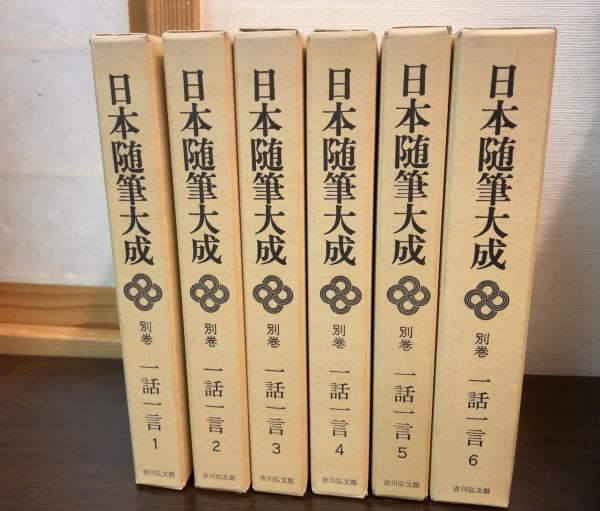 日本随筆大成
別巻
一話一言
1
吉川弘文館
日本随筆大成
別巻
一話一言
2
吉川弘文館
日本随筆大成
別巻
一話一言
3
吉川弘文館
日本随筆大成
別巻
一話一言
4
吉川弘文館
日本随筆大成
別巻
一話一言
5
吉川弘文館
日本随筆大成
別巻
一話一言
6
吉川弘文館